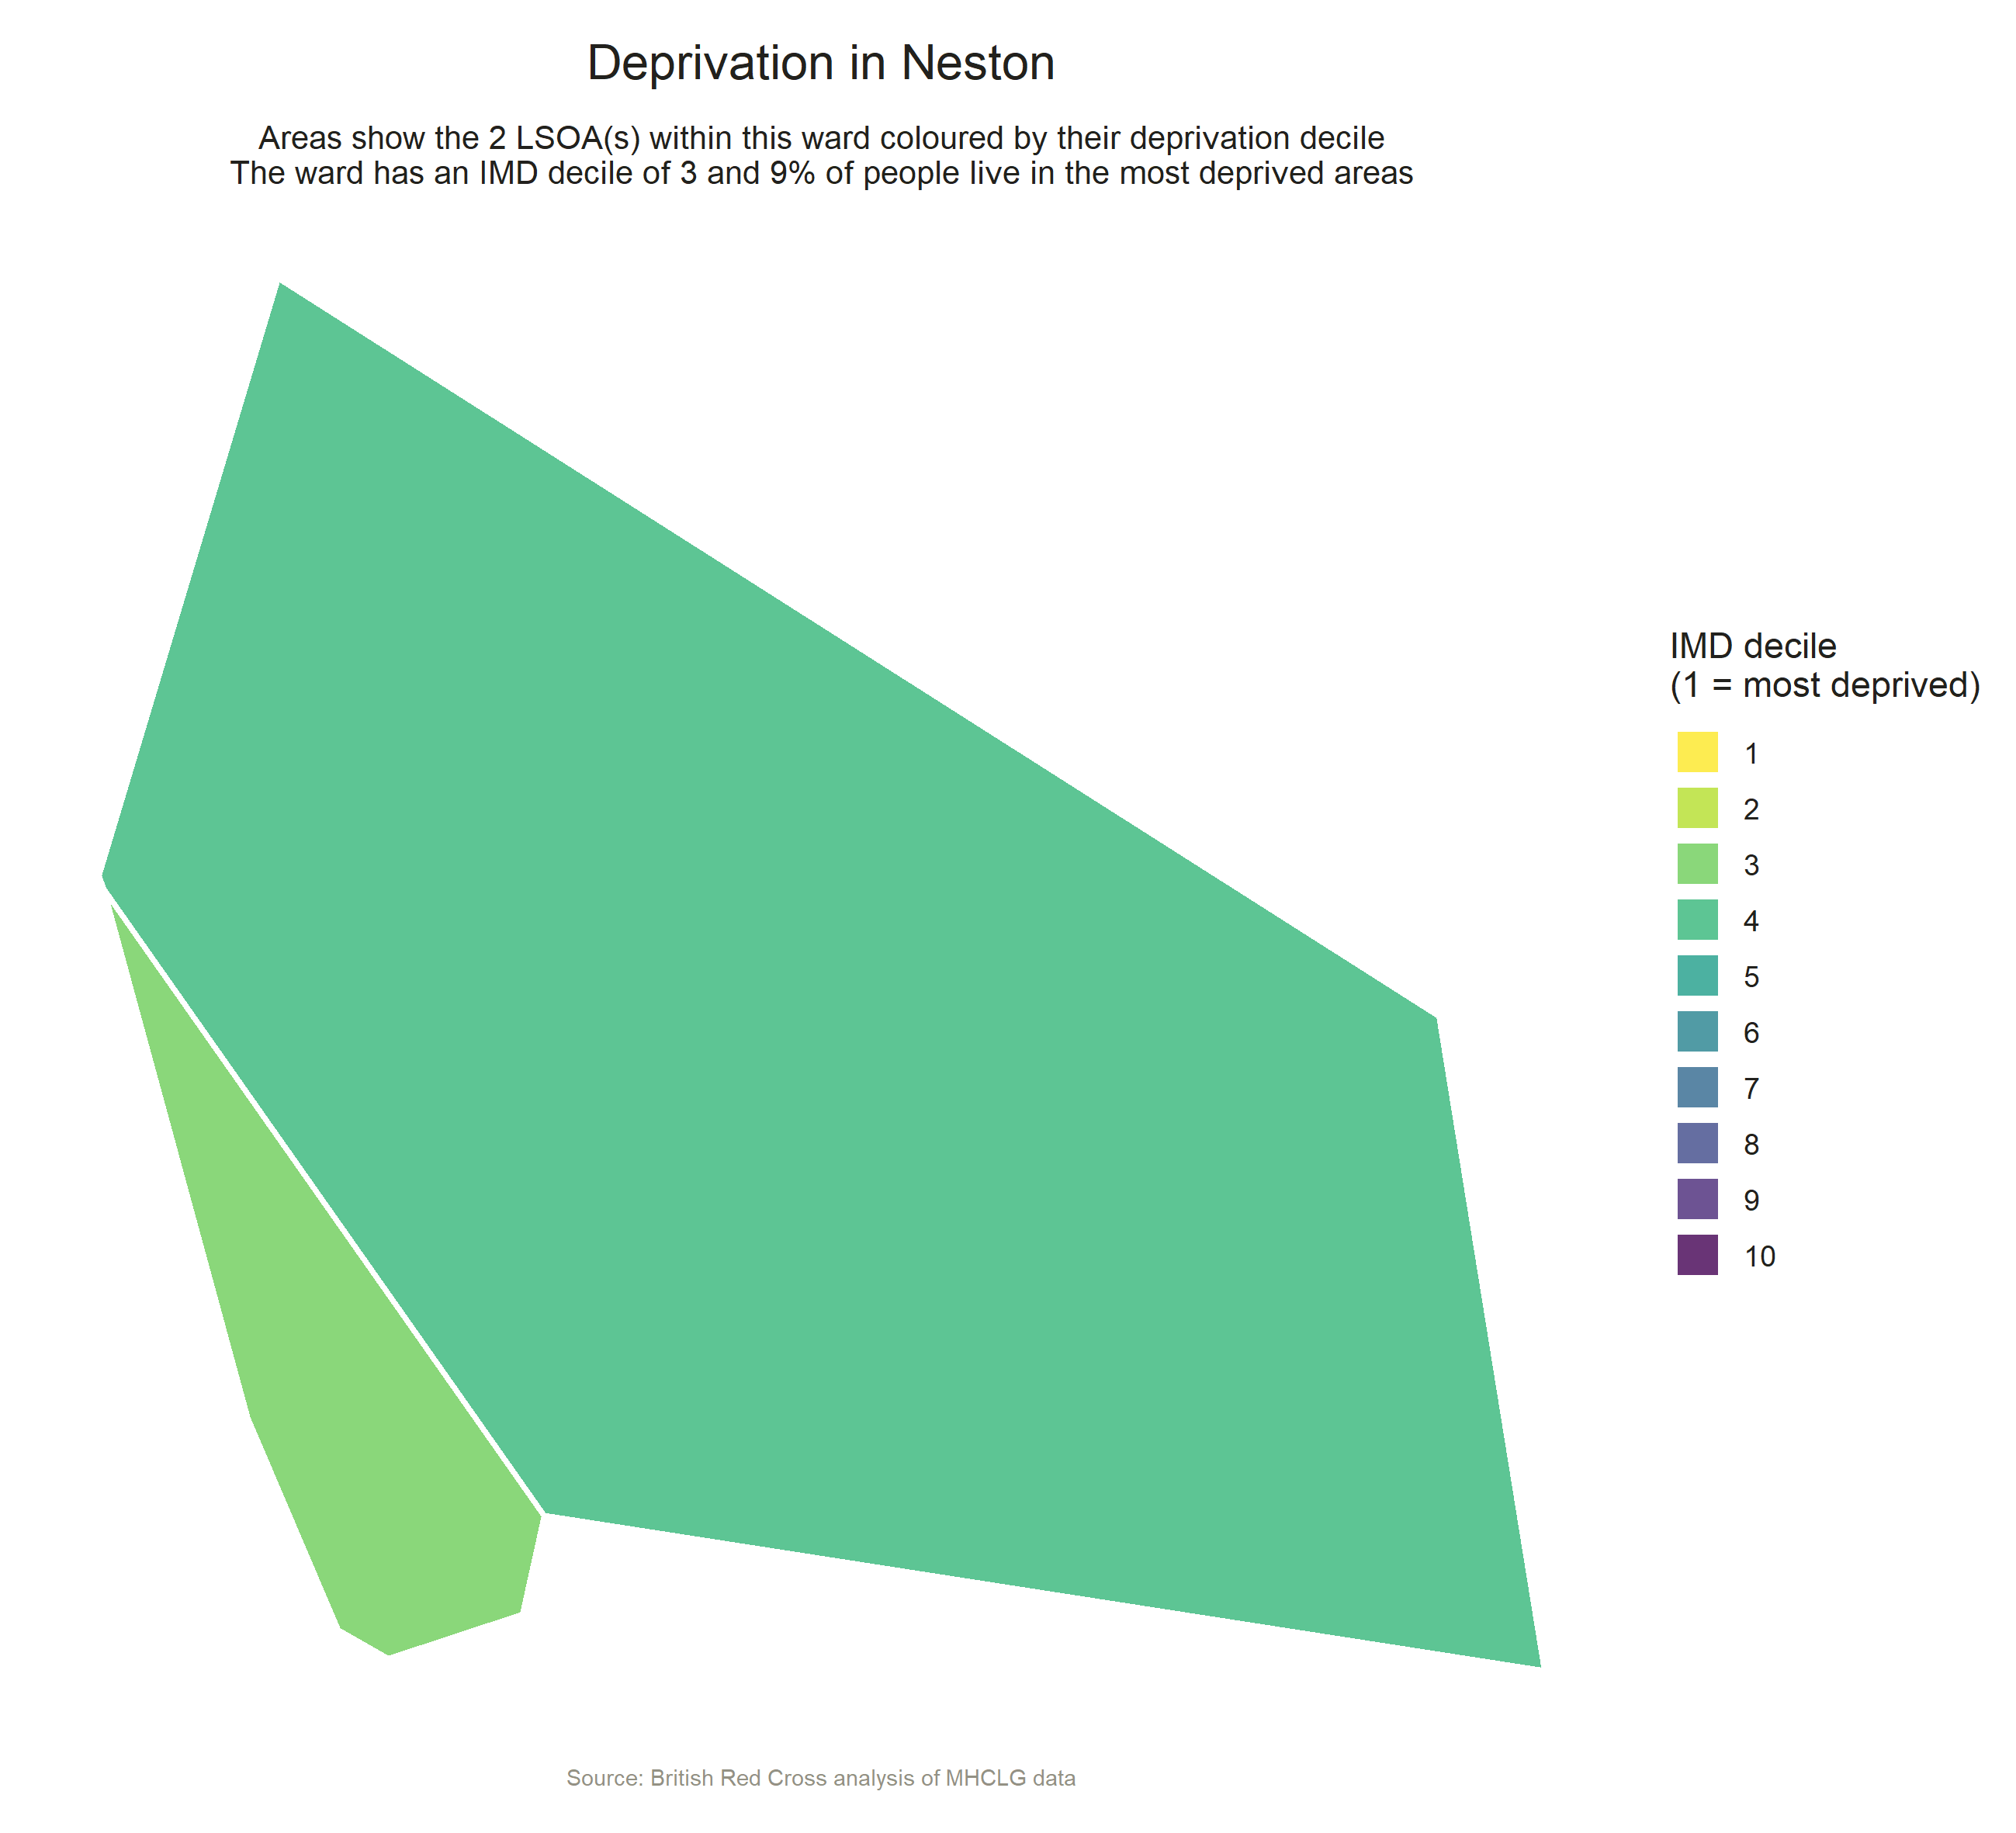 Deprivation in Neston
Areas show the 2 LSOA(s) within this ward coloured by their deprivation decile
The ward has an IMD decile of 3 and 9% of people live in the most deprived areas
IMD decile
(1 = most deprived)
1
2
3
4
5
6
7
8
9
10
Source: British Red Cross analysis of MHCLG data